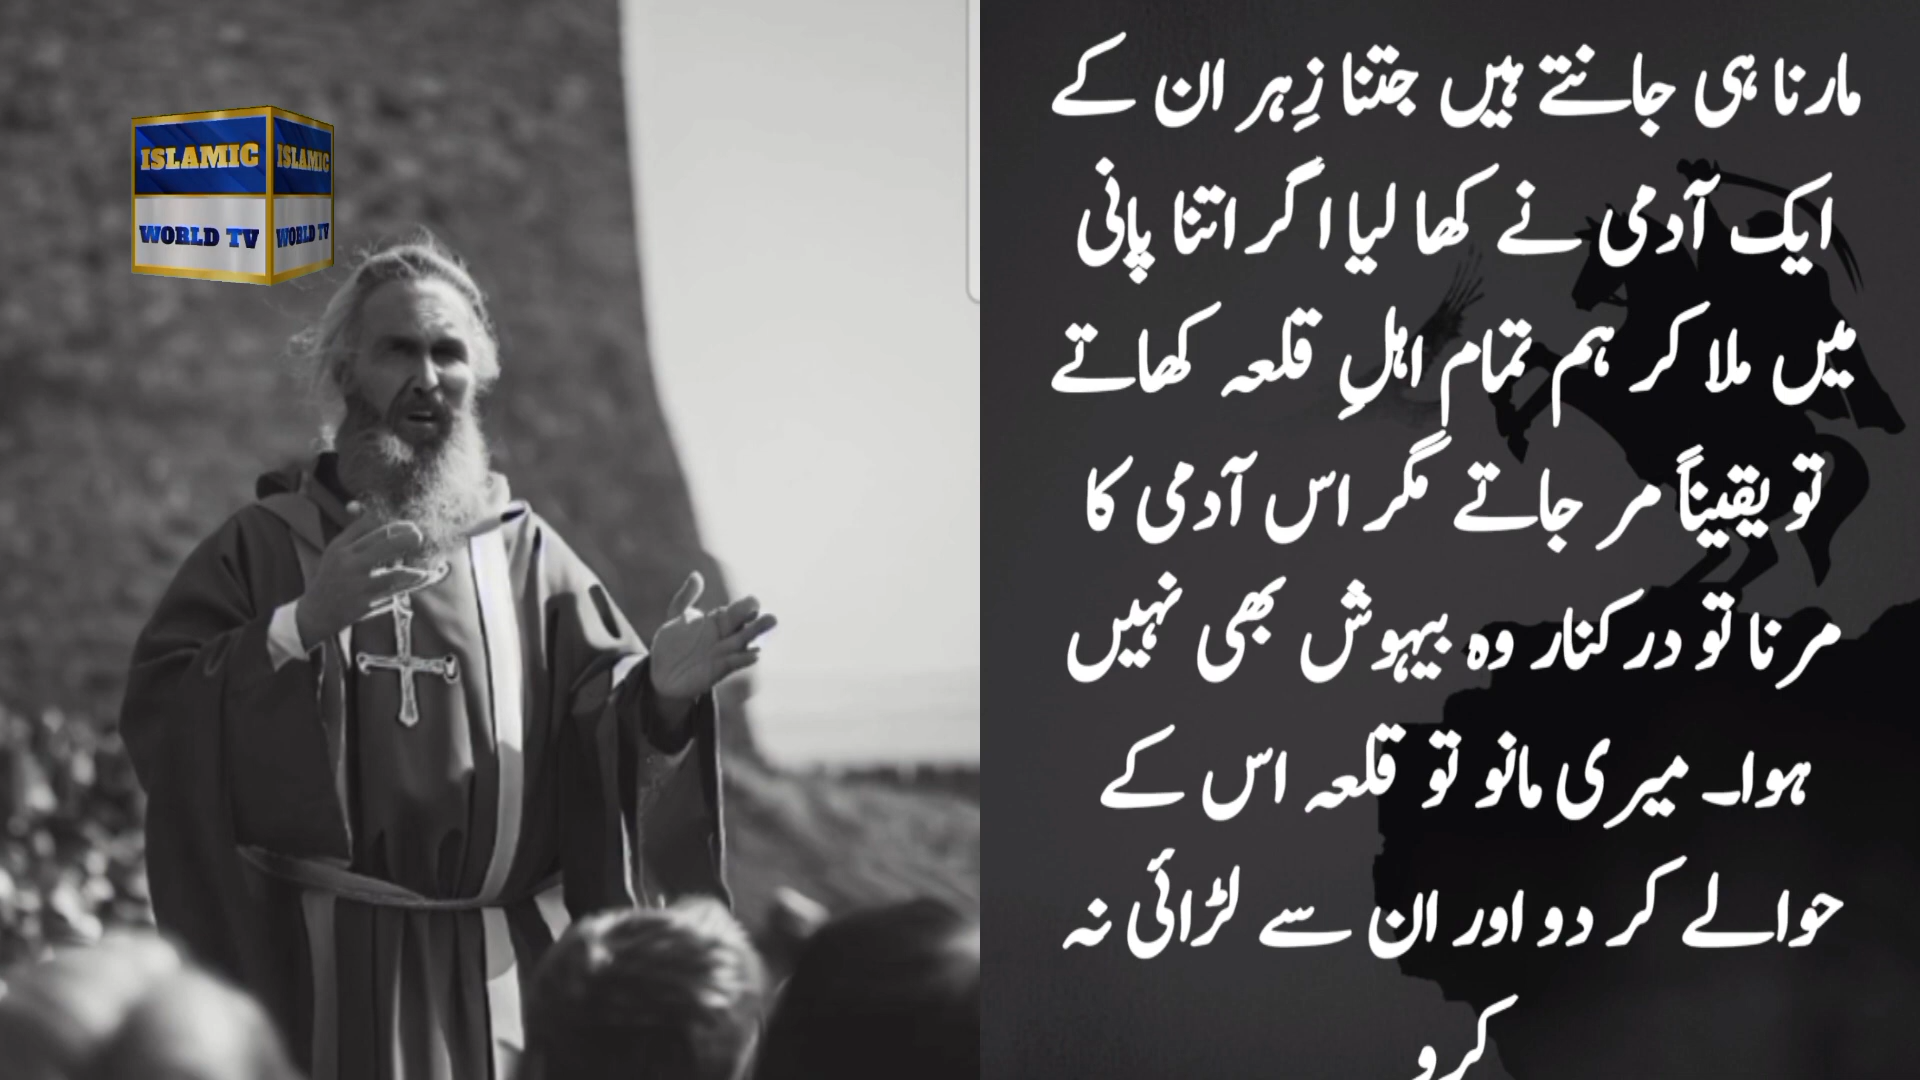 ISLAMIC
WORLD TV
ISLAMIC
WORLD TV
مارنا ہی جانتے ہیں جتنا زِہر ان کے
ایک آدمی نے کھا لیا اگر اتنا پانی
میں ملا کر ہم تمام اہلِ قلعہ کھاتے
تو یقیناً مر جاتے مگر اس آدمی کا
مرنا تو درکنار وہ بیہوش بھی نہیں
ہوا۔ میری مانو تو قلعہ اس کے
حوالے کر دو اور ان سے لڑائی نہ
کرو